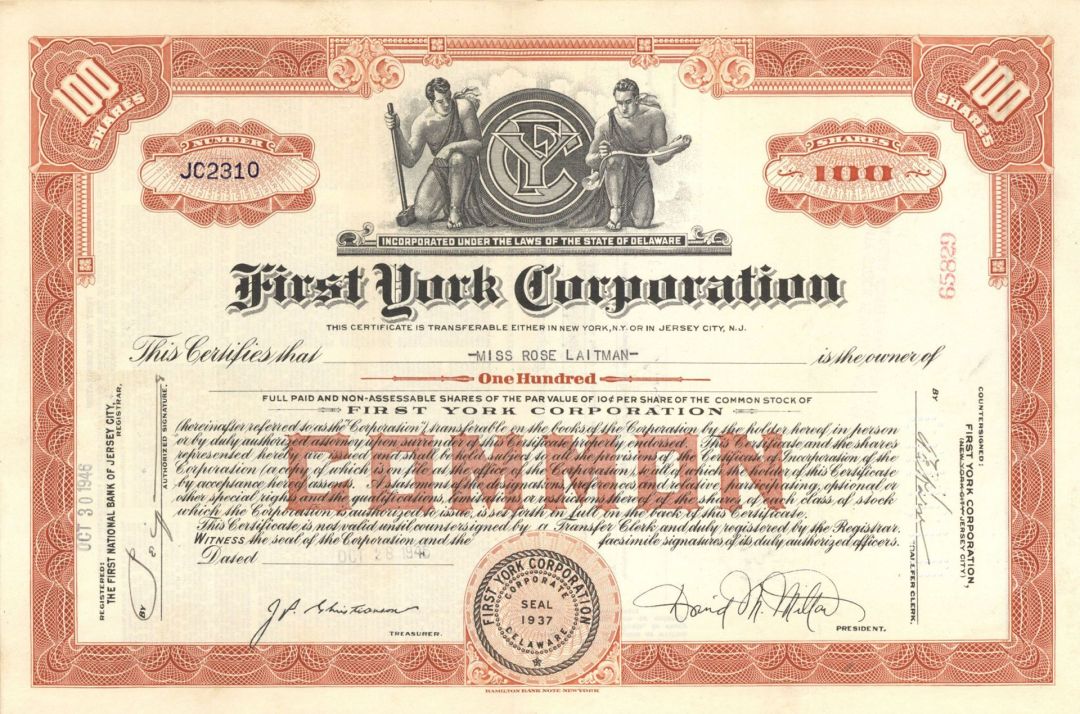 100 SHARES
100 SHARES
NUMBER
JC2310
SHARES
100
INCORPORATED UNDER THE LAWS OF THE STATE OF DELAWARE
First York Corporation
65829
THIS CERTIFICATE IS TRANSFERABLE EITHER IN NEW YORK, N.Y. OR IN JERSEY CITY, N.J.
This Certifies that -MISS ROSE LAITMAN- is the owner of
One Hundred
FULL PAID AND NON-ASSESSABLE SHARES OF THE PAR VALUE OF 10¢ PER SHARE OF THE COMMON STOCK OF
FIRST YORK CORPORATION
(hereinafter referred to as the "Corporation") transferable on the books of the Corporation by the holder hereof, in person
or by duly authorized attorney upon surrender of this Certificate properly endorsed. This Certificate and the shares
represented hereby are issued and shall be held subject to all the provisions of the Certificate of Incorporation of the
Corporation (a copy of which is on file at the office of the Corporation) to all of which the holder of this Certificate
by acceptance hereof assents. A statement of the designations, preferences and relative, participating, optional or
other special rights and the qualifications, limitations or restrictions thereof of the shares of each class of stock
which the Corporation is authorized to issue, is set forth in full on the back of this Certificate.
This Certificate is not valid until countersigned by a Transfer Clerk and duly registered by the Registrar.
WITNESS the seal of the Corporation and the facsimile signatures of its duly authorized officers.
COMMON
Dated OCT 28 1946
FIRST YORK CORPORATION
CORPORATE
SEAL
1937
DELAWARE
J.P. Christianson
TREASURER.
David M. Milton
PRESIDENT.
OCT 30 1946
REGISTERED:
THE FIRST NATIONAL BANK OF JERSEY CITY,
REGISTRAR,
BY
AUTHORIZED SIGNATURE.
COUNTERSIGNED:
FIRST YORK CORPORATION,
(NEW YORK CITY JERSEY CITY)
BY
TRANSFER CLERK.
HAMILTON BANK NOTE NEW YORK